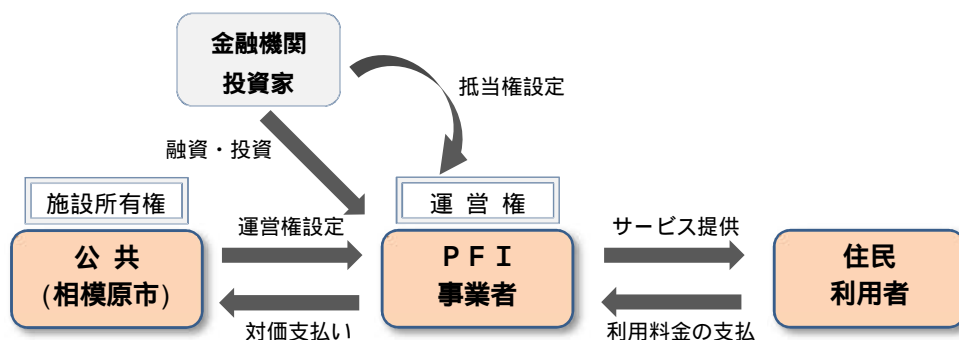 金融機関
投資家
抵当権設定
融資・投資
施設所有権
運 営 権
公 共
(相模原市)
運営権設定
対価支払い
ＰＦＩ
事業者
サービス提供
利用料金の支払
住民
利用者